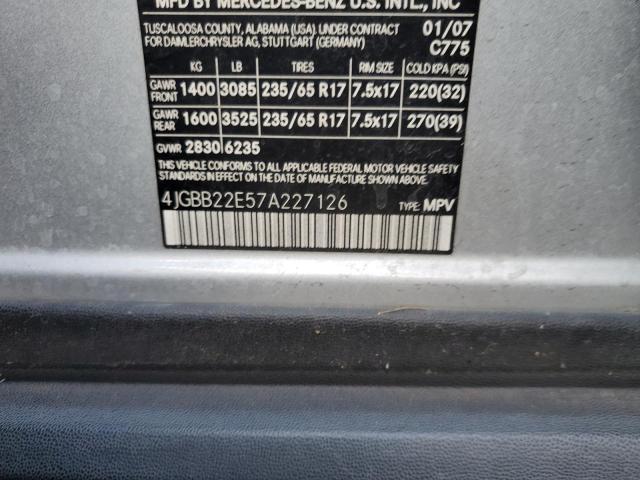 MFD BY MERCEDES-BENZ U.S. INTL., INC
TUSCALOOSA COUNTY, ALABAMA (USA). UNDER CONTRACT 01/07
FOR DAIMLERCHRYSLER AG, STUTTGART (GERMANY) C775
KG LB TIRES RIM SIZE COLD KPA (PSI)
GAWR FRONT 1400 3085 235/65 R17 7.5x17 220(32)
GAWR REAR 1600 3525 235/65 R17 7.5x17 270(39)
GVWR 2830 6235
THIS VEHICLE CONFORMS TO ALL APPLICABLE FEDERAL MOTOR VEHICLE SAFETY
STANDARDS IN EFFECT ON THE DATE OF MANUFACTURE SHOWN ABOVE.
4JGBB22E57A227126 TYPE: MPV